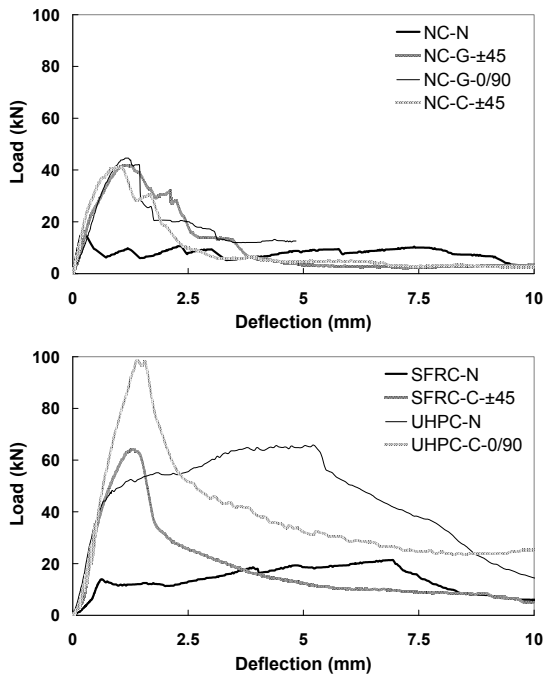 100
80
60
40
20
0
Load (kN)
NC-N
NC-G-±45
NC-G-0/90
NC-C-±45
0 2.5 5 7.5 10
Deflection (mm)
100
80
60
40
20
0
Load (kN)
SFRC-N
SFRC-C-±45
UHPC-N
UHPC-C-0/90
0 2.5 5 7.5 10
Deflection (mm)